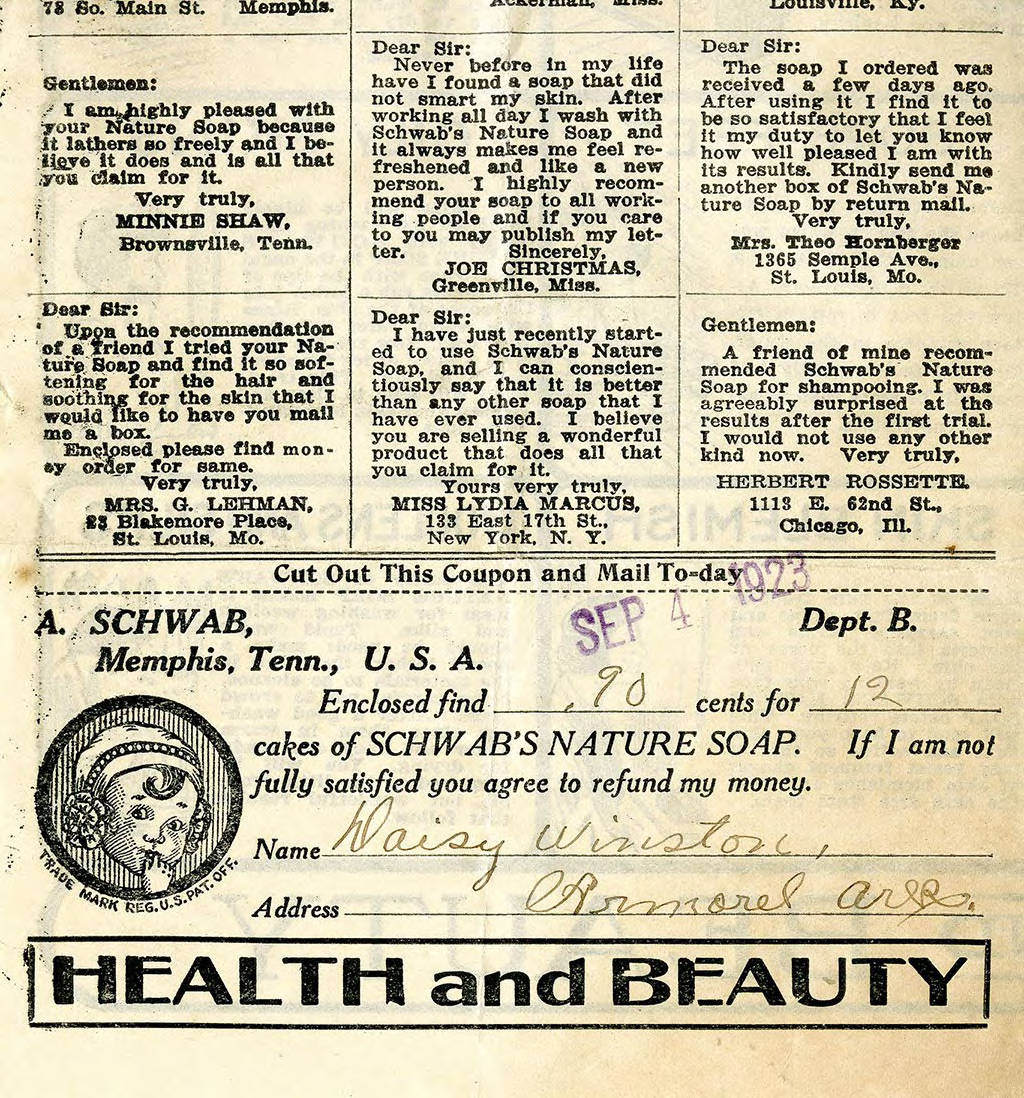 78 So. Main St. Memphis.
Gentlemen:
I am highly pleased with
your Nature Soap because
it lathers so freely and I be-
lieve it does and is all that
you claim for it.
Very truly,
MINNIE SHAW,
Brownsville, Tenn.
Ackerman, Miss.
Dear Sir:
Never before in my life
have I found a soap that did
not smart my skin. After
working all day I wash with
Schwab's Nature Soap and
it always makes me feel re-
freshened and like a new
person. I highly recom-
mend your soap to all work-
ing people and if you care
to you may publish my let-
ter. Sincerely,
JOE CHRISTMAS,
Greenville, Miss.
Louisville, Ky.
Dear Sir:
The soap I ordered was
received a few days ago.
After using it I find it to
be so satisfactory that I feel
it my duty to let you know
how well pleased I am with
its results. Kindly send me
another box of Schwab's Na-
ture Soap by return mail.
Very truly,
Mrs. Theo Hornberger
1365 Semple Ave.,
St. Louis, Mo.
Dear Sir:
Upon the recommendation
of a friend I tried your Na-
ture Soap and find it so sof-
tening for the hair and
soothing for the skin that I
would like to have you mail
me a box.
Enclosed please find mon-
ey order for same.
Very truly,
MRS. G. LEHMAN,
23 Blakemore Place,
St. Louis, Mo.
Dear Sir:
I have just recently start-
ed to use Schwab's Nature
Soap, and I can conscien-
tiously say that it is better
than any other soap that I
have ever used. I believe
you are selling a wonderful
product that does all that
you claim for it.
Yours very truly,
MISS LYDIA MARCUS,
133 East 17th St.,
New York, N. Y.
Gentlemen:
A friend of mine recom-
mended Schwab's Nature
Soap for shampooing. I was
agreeably surprised at the
results after the first trial.
I would not use any other
kind now. Very truly,
HERBERT ROSSETTE.
1113 E. 62nd St.,
Chicago, Ill.
Cut Out This Coupon and Mail To-day
SEP 4 1923
A. SCHWAB, Dept. B.
Memphis, Tenn., U. S. A.
Enclosed find .90 cents for 12
cakes of SCHWAB'S NATURE SOAP. If I am not
fully satisfied you agree to refund my money.
Name Daisy Winston,
Address Armorel Ark.
TRADE MARK REG. U.S. PAT. OFF.
HEALTH and BEAUTY